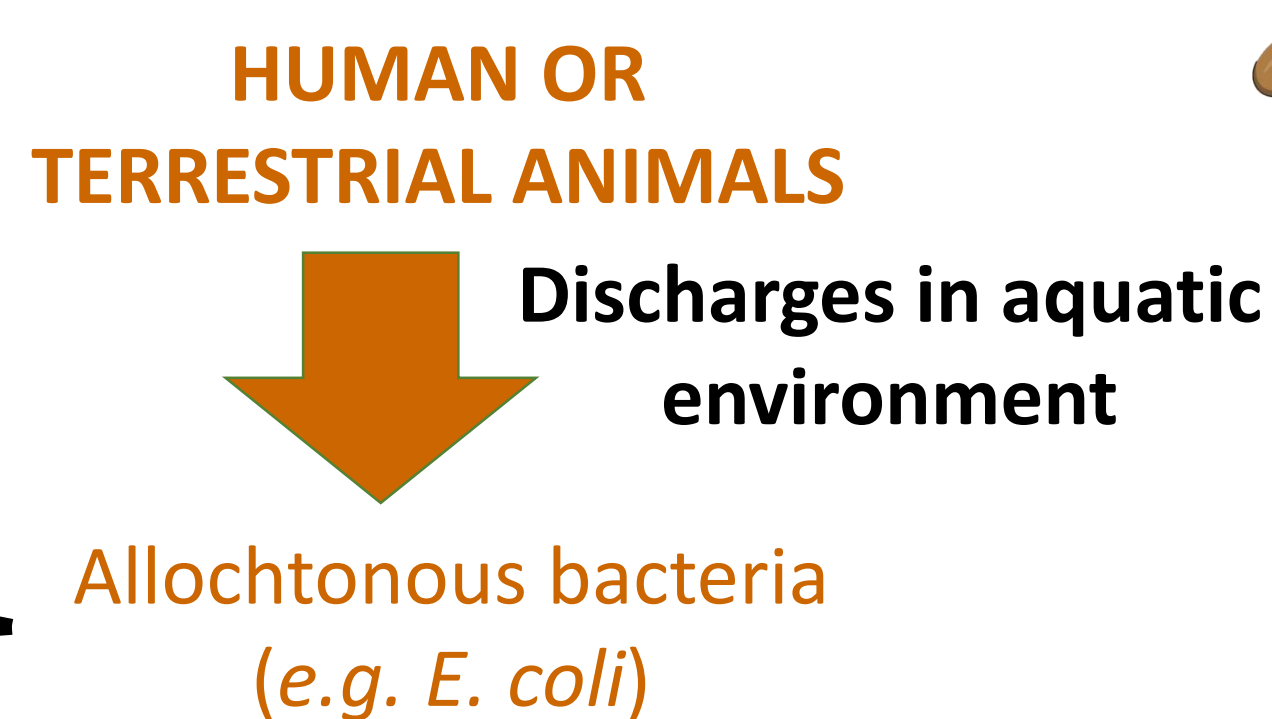 HUMAN OR
TERRESTRIAL ANIMALS
Discharges in aquatic
environment
Allochtonous bacteria
(e.g. E. coli)